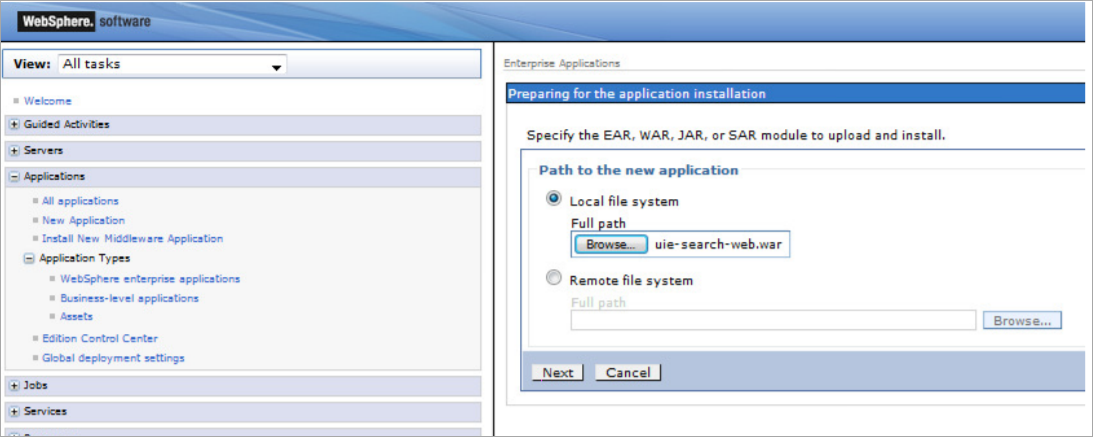 WebSphere. software
View: All tasks
Welcome
Guided Activities
Servers
Applications
All applications
New Application
Install New Middleware Application
Application Types
WebSphere enterprise applications
Business-level applications
Assets
Edition Control Center
Global deployment settings
Jobs
Services
Enterprise Applications
Preparing for the application installation
Specify the EAR, WAR, JAR, or SAR module to upload and install.
Path to the new application
Local file system
Full path
Browse... uie-search-web.war
Remote file system
Full path
Browse...
Next Cancel